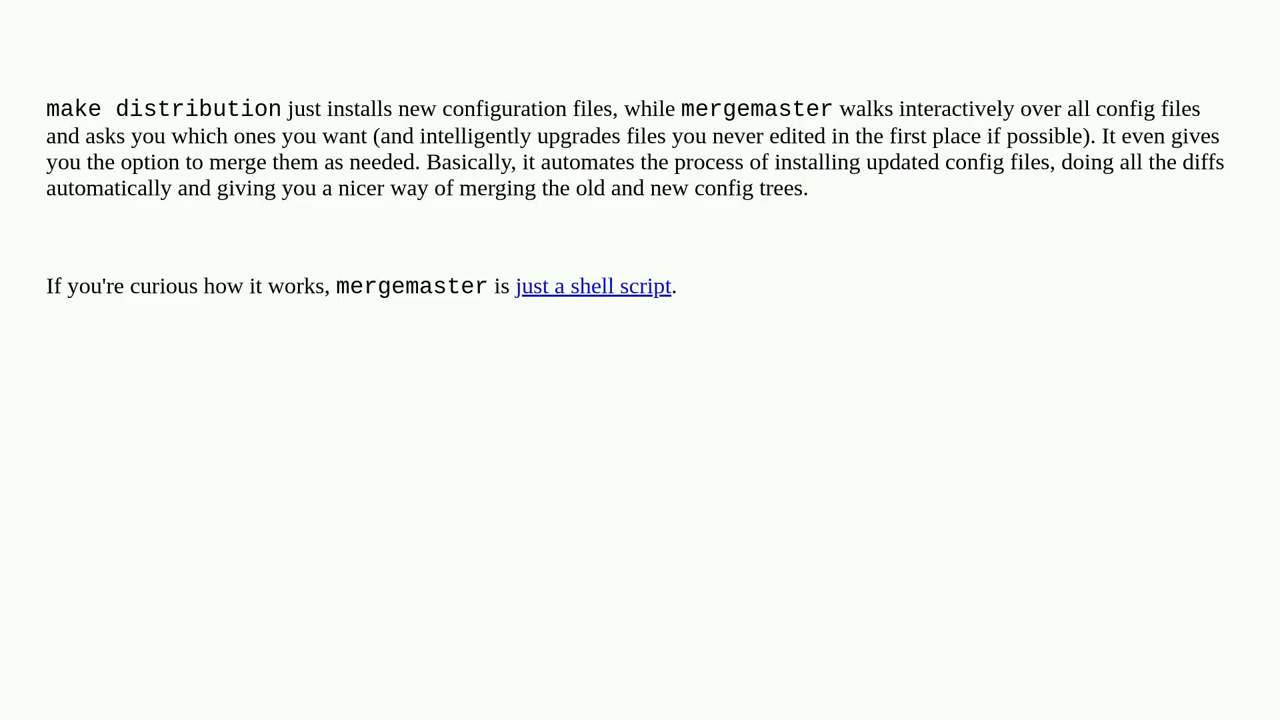 make distribution just installs new configuration files, while mergemaster walks interactively over all config files
and asks you which ones you want (and intelligently upgrades files you never edited in the first place if possible). It even gives
you the option to merge them as needed. Basically, it automates the process of installing updated config files, doing all the diffs
automatically and giving you a nicer way of merging the old and new config trees.
If you're curious how it works, mergemaster is just a shell script.